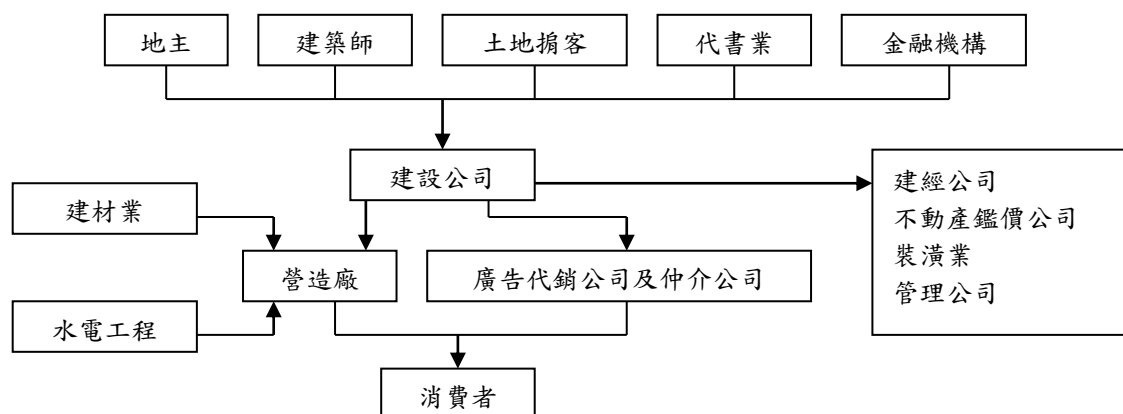 地主
建築師
土地掮客
代書業
金融機構
建設公司
建經公司
不動產鑑價公司
裝潢業
管理公司
建材業
營造廠
廣告代銷公司及仲介公司
水電工程
消費者